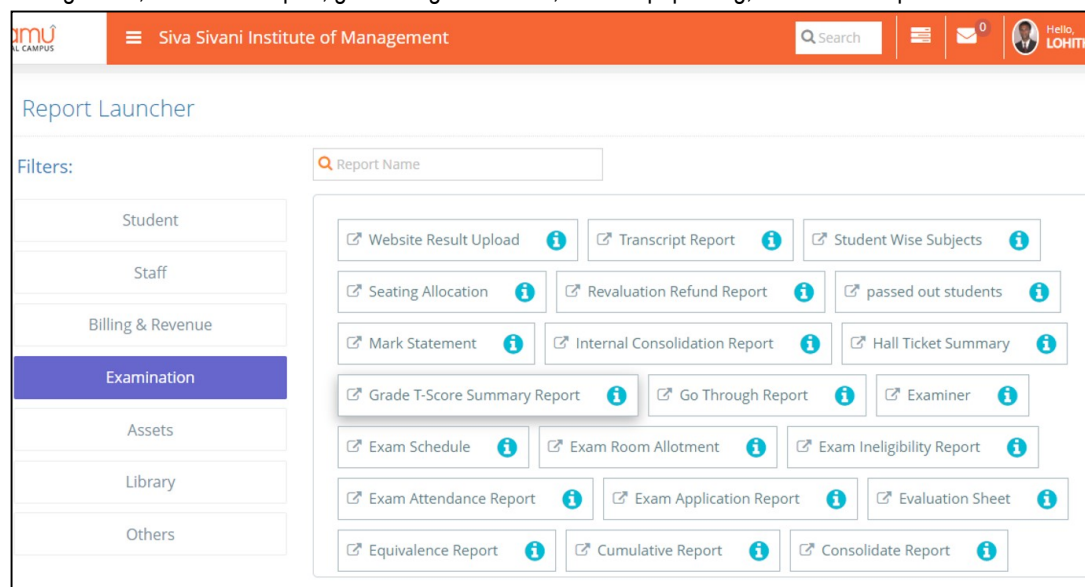 Siva Sivani Institute of Management
Search
0
Hello,
CAMPUS
Report Launcher
Filters:
Report Name
Student
Staff
Billing & Revenue
Examination
Assets
Library
Others
Website Result Upload
Transcript Report
Student Wise Subjects
Seating Allocation
Revaluation Refund Report
passed out students
Mark Statement
Internal Consolidation Report
Hall Ticket Summary
Grade T-Score Summary Report
Go Through Report
Examiner
Exam Schedule
Exam Room Allotment
Exam Ineligibility Report
Exam Attendance Report
Exam Application Report
Evaluation Sheet
Equivalence Report
Cumulative Report
Consolidate Report